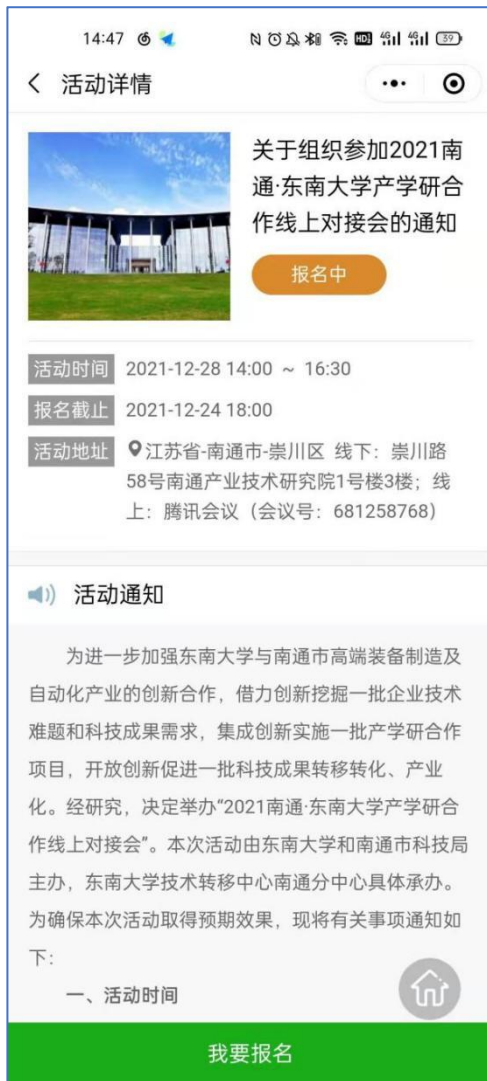 14:47
HD 4G 4G 39
活动详情
关于组织参加2021南
通·东南大学产学研合
作线上对接会的通知
报名中
活动时间 2021-12-28 14:00 ~ 16:30
报名截止 2021-12-24 18:00
活动地址 江苏省-南通市-崇川区 线下：崇川路
58号南通产业技术研究院1号楼3楼；线
上：腾讯会议（会议号：681258768）
活动通知
为进一步加强东南大学与南通市高端装备制造及
自动化产业的创新合作，借力创新挖掘一批企业技术
难题和科技成果需求，集成创新实施一批产学研合作
项目，开放创新促进一批科技成果转移转化、产业
化。经研究，决定举办“2021南通·东南大学产学研合
作线上对接会”。本次活动由东南大学和南通市科技局
主办，东南大学技术转移中心南通分中心具体承办。
为确保本次活动取得预期效果，现将有关事项通知如
下：
一、活动时间
我要报名